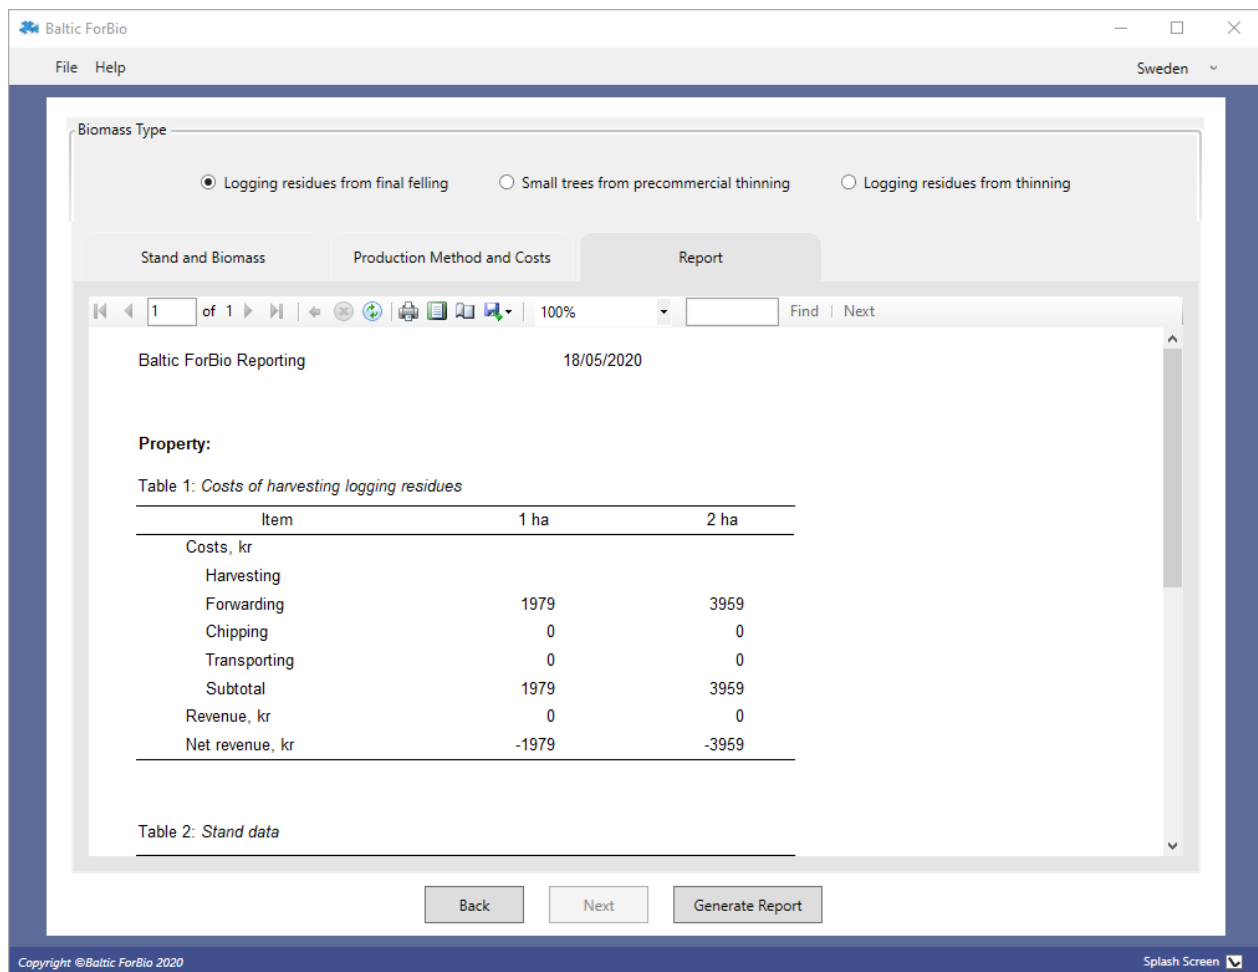 Baltic ForBio
File Help Sweden
Biomass Type
Logging residues from final felling Small trees from precommercial thinning Logging residues from thinning
Stand and Biomass Production Method and Costs Report
1 of 1 100% Find | Next
Baltic ForBio Reporting 18/05/2020
Property:
Table 1: Costs of harvesting logging residues
Item 1 ha 2 ha
Costs, kr
Harvesting
Forwarding 1979 3959
Chipping 0 0
Transporting 0 0
Subtotal 1979 3959
Revenue, kr 0 0
Net revenue, kr -1979 -3959
Table 2: Stand data
Back Next Generate Report
Copyright ©Baltic ForBio 2020 Splash Screen